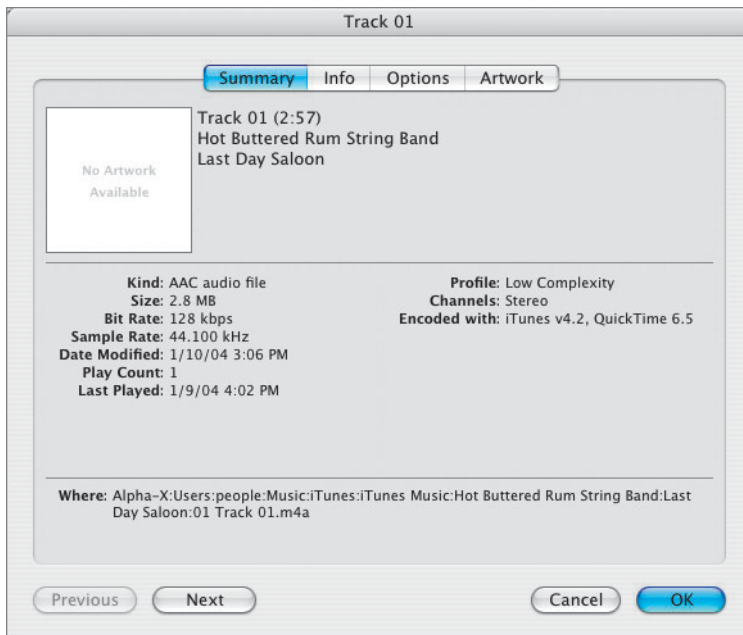 Track 01
Summary
Info
Options
Artwork
No Artwork
Available
Track 01 (2:57)
Hot Buttered Rum String Band
Last Day Saloon
Kind: AAC audio file
Size: 2.8 MB
Bit Rate: 128 kbps
Sample Rate: 44.100 kHz
Date Modified: 1/10/04 3:06 PM
Play Count: 1
Last Played: 1/9/04 4:02 PM
Profile: Low Complexity
Channels: Stereo
Encoded with: iTunes v4.2, QuickTime 6.5
Where: Alpha-X:Users:people:Music:iTunes:iTunes Music:Hot Buttered Rum String Band:Last
Day Saloon:01 Track 01.m4a
Previous
Next
Cancel
OK